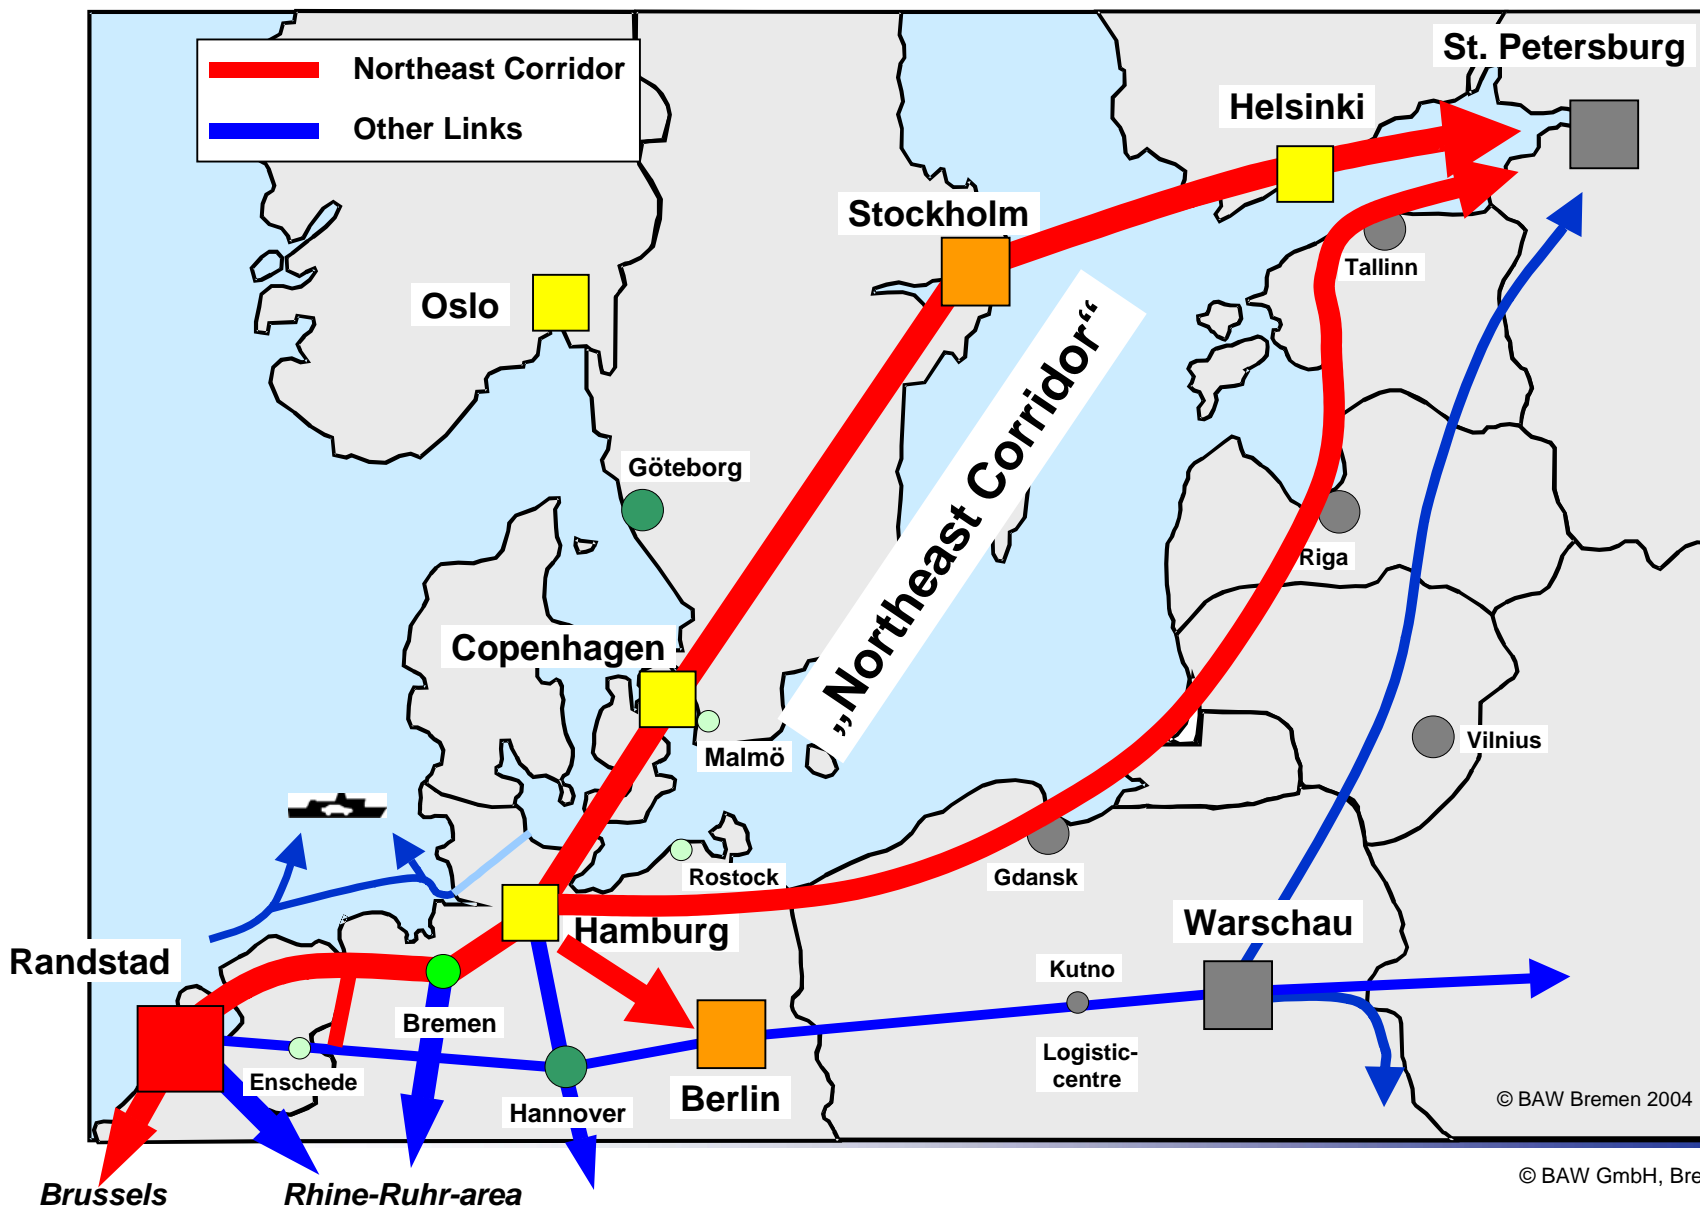 Northeast Corridor
Other Links
St. Petersburg
Helsinki
Stockholm
Tallinn
Oslo
„Northeast Corridor“
Göteborg
Riga
Copenhagen
Malmö
Vilnius
Rostock
Gdansk
Hamburg
Warschau
Randstad
Kutno
Bremen
Logistic-
centre
Enschede
Hannover
Berlin
© BAW Bremen 2004
© BAW GmbH, Bre
Brussels
Rhine-Ruhr-area